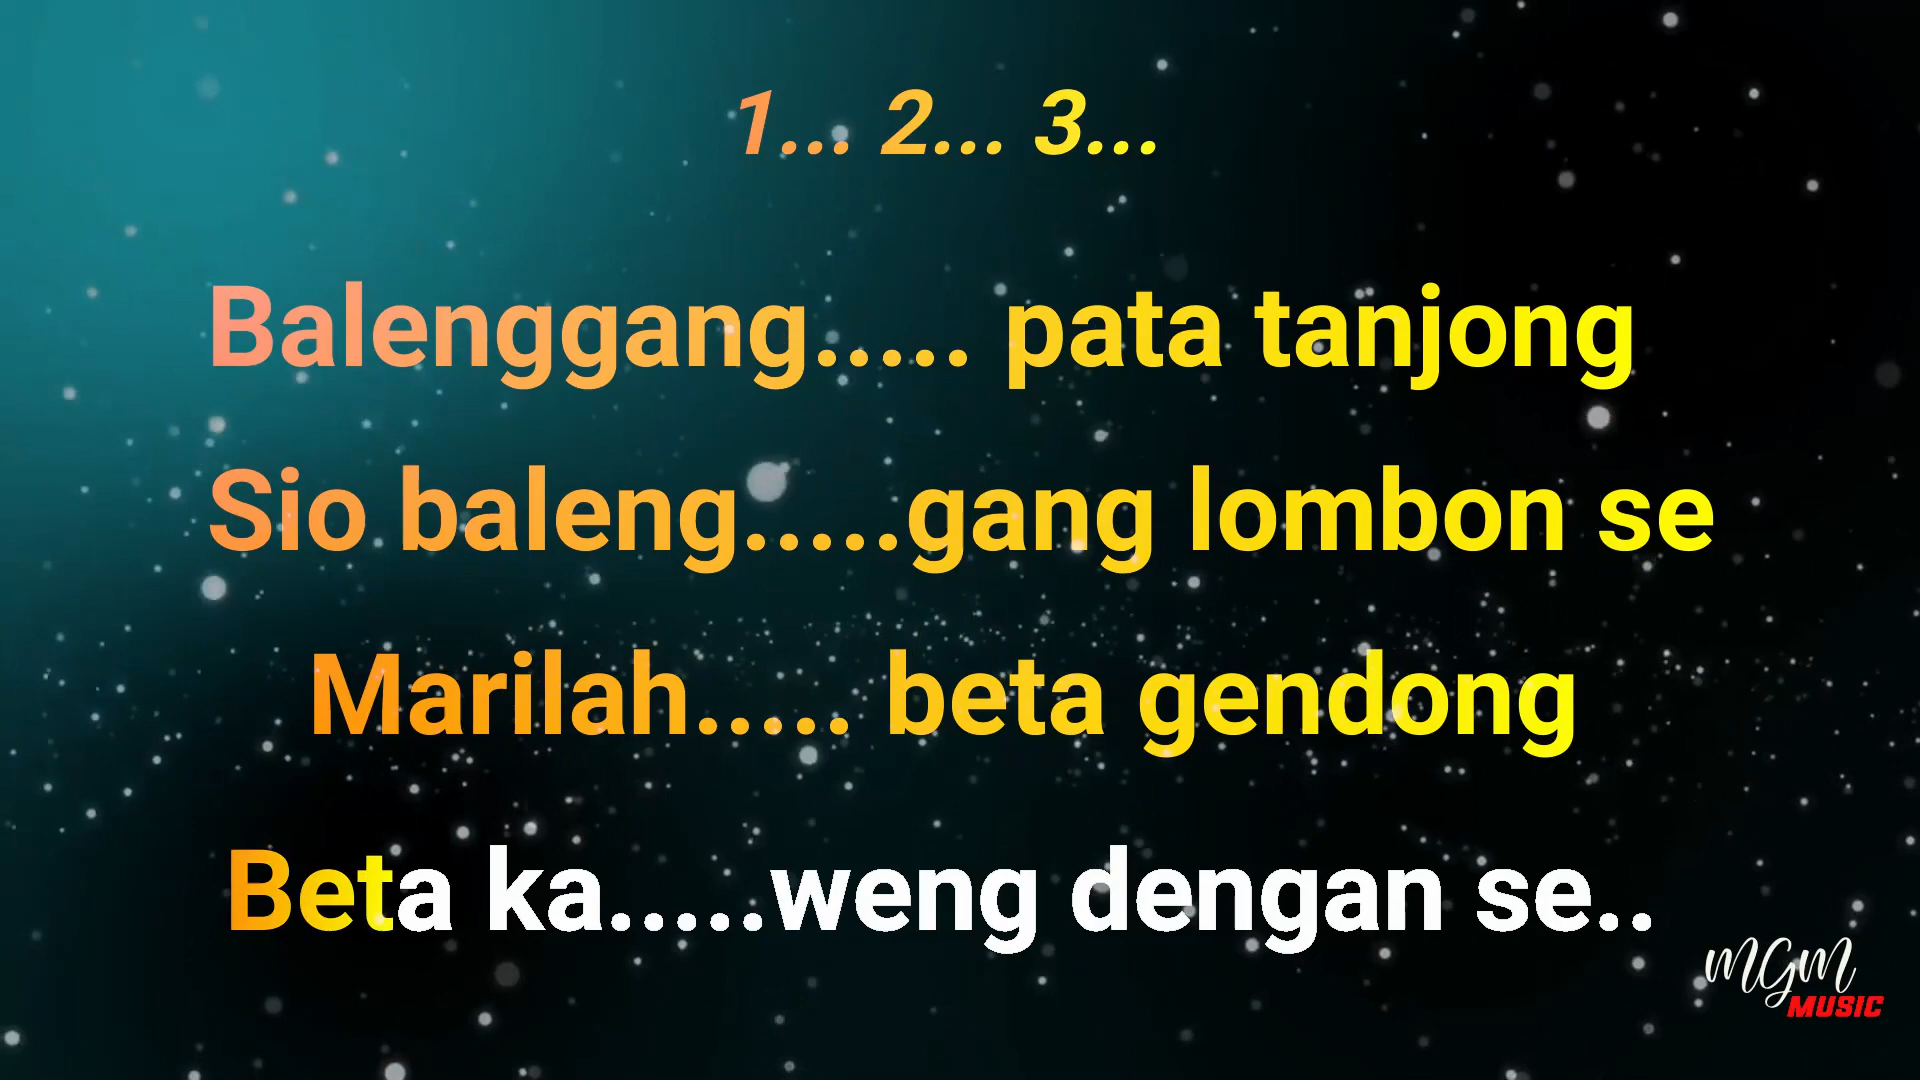 1... 2... 3...
Balenggang..... pata tanjong
Sio baleng.....gang lombon se
Marilah..... beta gendong
Beta ka.....weng dengan se..
MGM
MUSIC